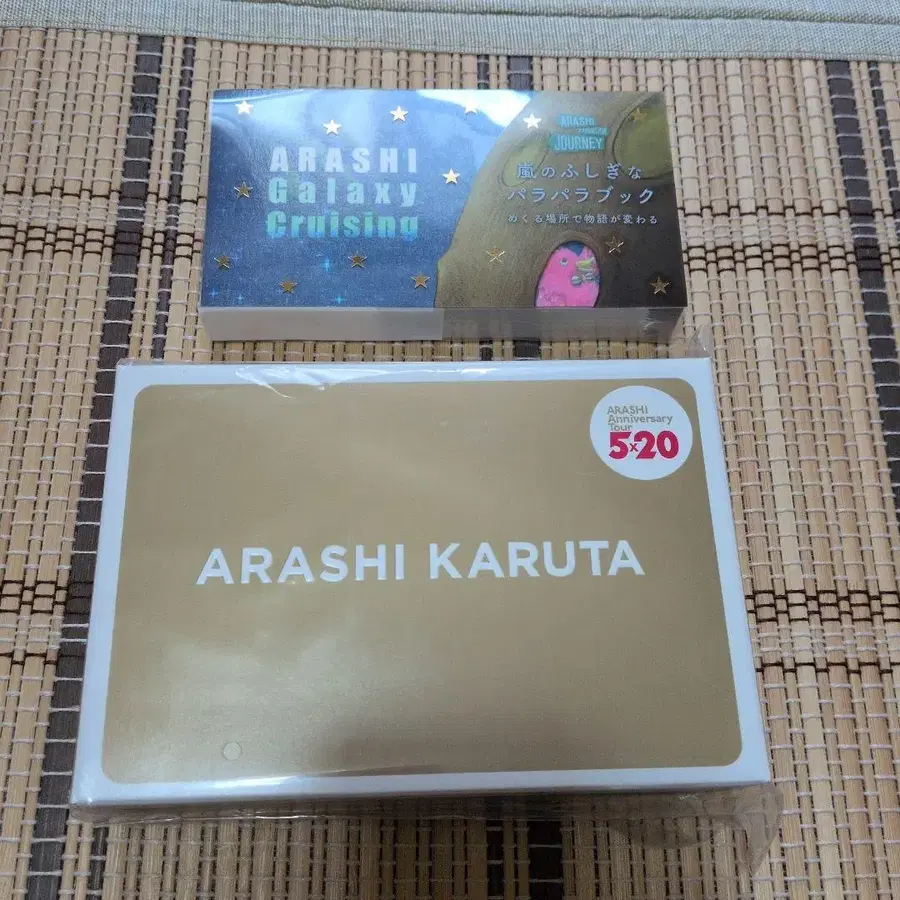 ARASHI
Galaxy
Cruising
ARASHI
JOURNEY
嵐のふしぎな
パラパラブック
めくる場所で物語が変わる
ARASHI
Anniversary
Tour
5×20
ARASHI KARUTA